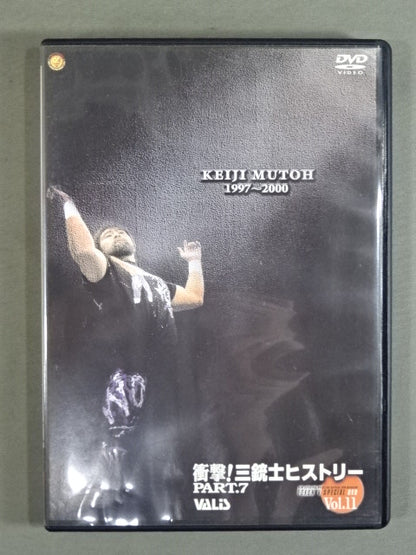 DVD
VIDEO
KEIJI MUTOH
1997~2000
衝撃!三銃士ヒストリー
PART.7
SPECIAL
VALiS
Vol.11